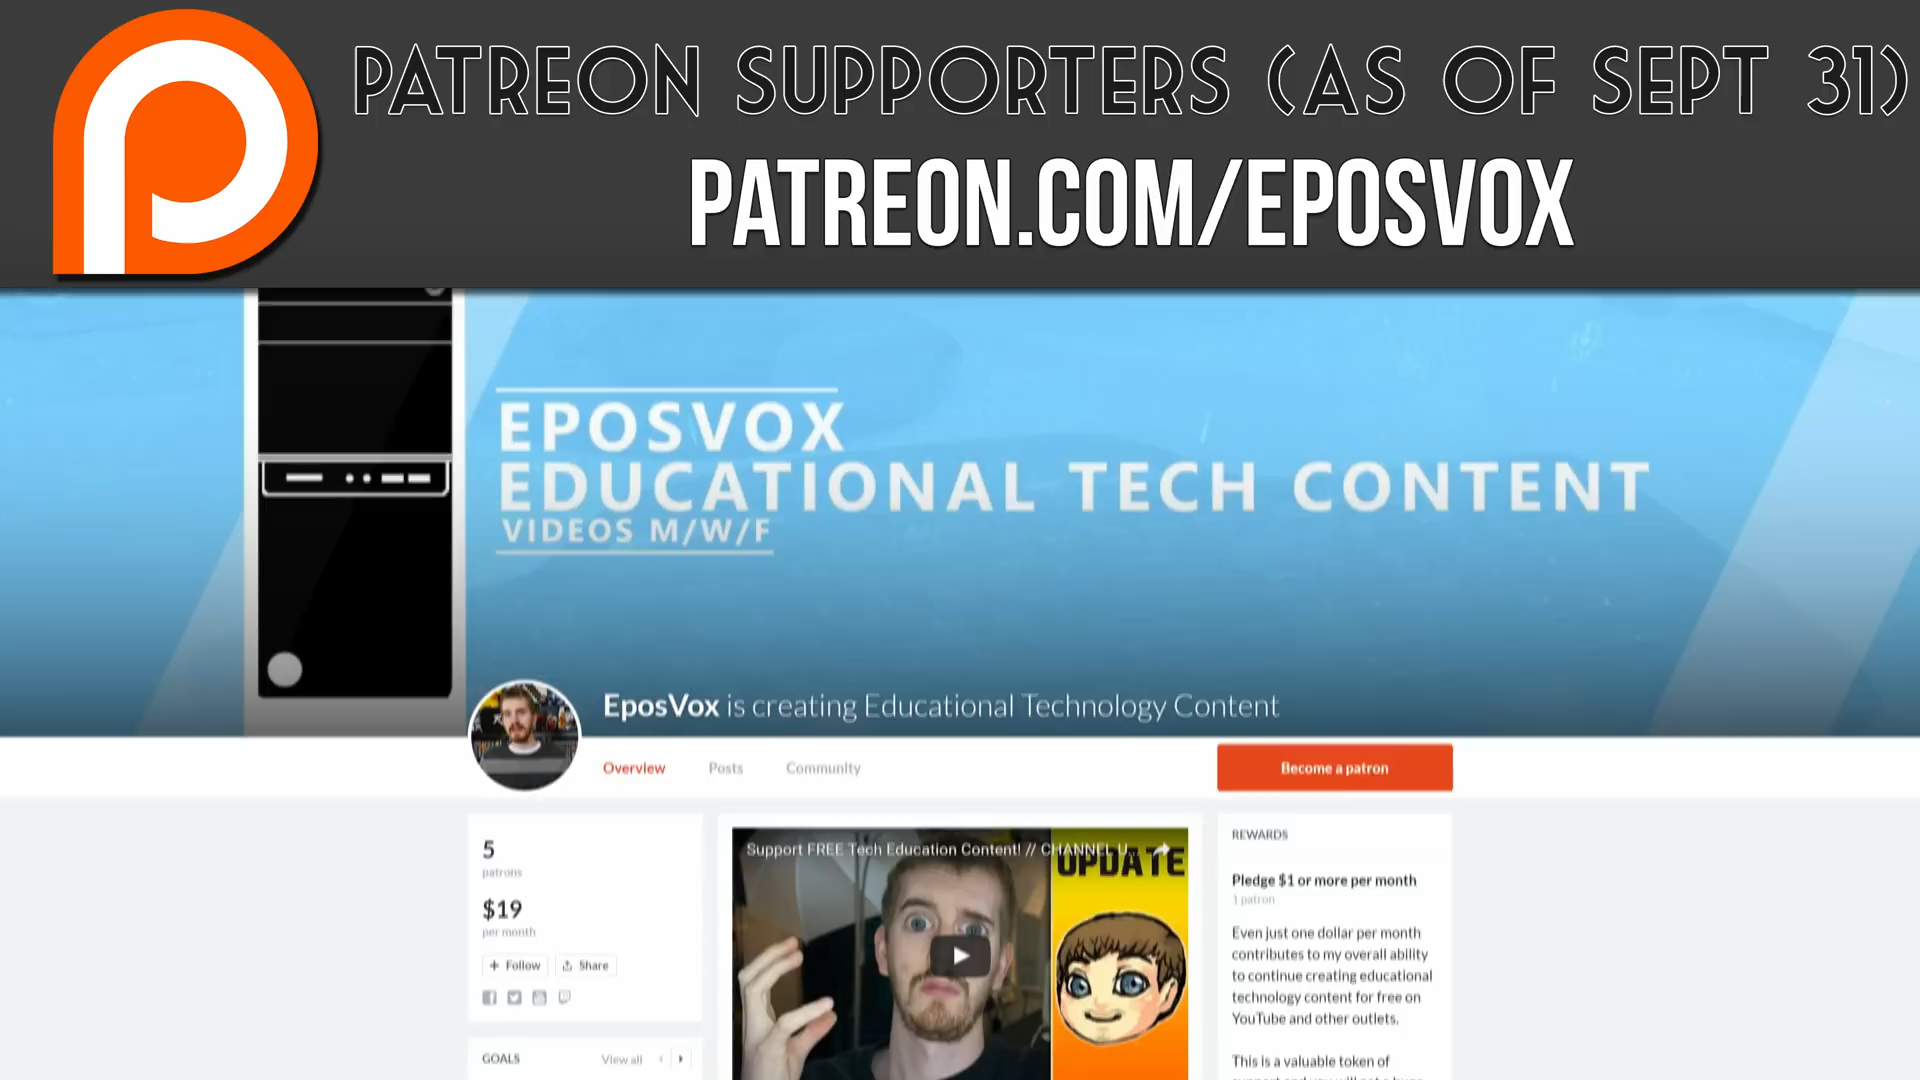 PATREON SUPPORTERS (AS OF SEPT 31)
PATREON.COM/EPOSVOX
EPOSVOX
EDUCATIONAL TECH CONTENT
VIDEOS M/W/F
EposVox is creating Educational Technology Content
Overview Posts Community
Become a patron
5
patrons
$19
per month
Follow Share
GOALS View all
Support FREE Tech Education Content! // CHANNEL U...
UPDATE
REWARDS
Pledge $1 or more per month
1 patron
Even just one dollar per month
contributes to my overall ability
to continue creating educational
technology content for free on
YouTube and other outlets.
This is a valuable token of